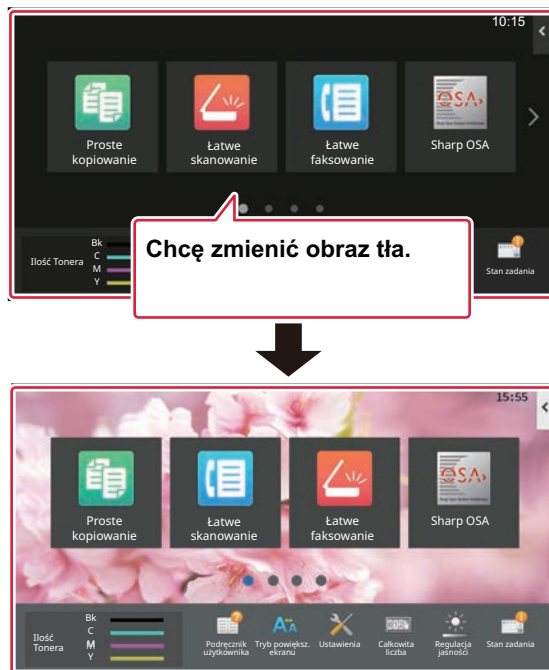 10:15
Proste
kopiowanie
Łatwe
skanowanie
Łatwe
faksowanie
OSA
Sharp OSA
Ilość Tonera
Bk
C
M
Y
Chcę zmienić obraz tła.
Stan zadania
15:55
Proste
kopiowanie
Łatwe
skanowanie
Łatwe
faksowanie
OSA
Sharp OSA
Ilość
Tonera
Bk
C
M
Y
Podręcznik
użytkownika
Tryb powiększ.
ekranu
Ustawienia
Całkowita
liczba
Regulacja
jasności
Stan zadania